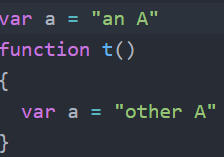 var a = "an A"
function t()
{
  var a = "other A"
}